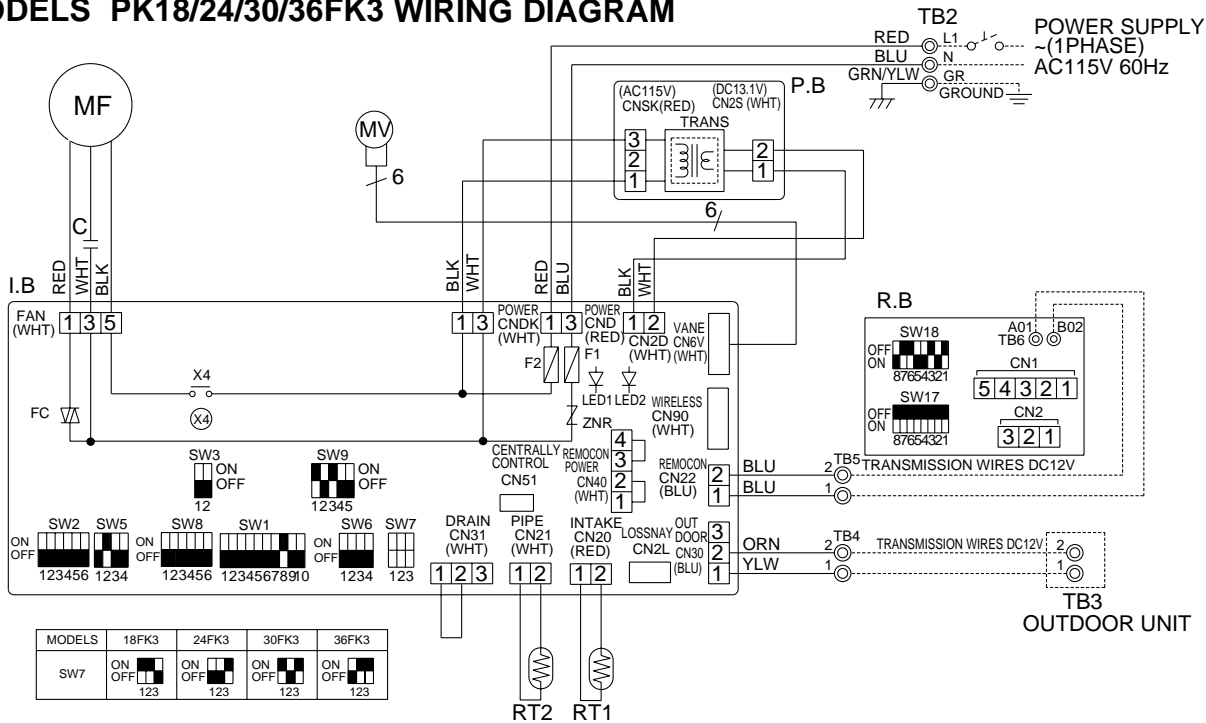 ODELS PK18/24/30/36FK3 WIRING DIAGRAM
TB2
RED
L1
BLU
N
GRN/YLW
GR
GROUND
POWER SUPPLY
~(1PHASE)
AC115V 60Hz
P.B
(AC115V)
CNSK(RED)
(DC13.1V)
CN2S (WHT)
TRANS
3
2
1
2
1
MF
MV
6
6
C
RED
WHT
BLK
BLK
WHT
RED
BLU
BLK
WHT
I.B
FAN
(WHT)
1 3 5
1 3
POWER
CNDK
(WHT)
1 3
POWER
CND
(RED)
1 2
CN2D
(WHT)
VANE
CN6V
(WHT)
F2
F1
LED1 LED2
ZNR
X4
X4
FC
WIRELESS
CN90
(WHT)
CENTRALLY
CONTROL
CN51
REMOCON
POWER
CN40
(WHT)
4
3
2
1
REMOCON
CN22
(BLU)
2
1
BLU
BLU
2
1
TB5
TRANSMISSION WIRES DC12V
R.B
A01
B02
TB6
SW18
OFF
ON
87654321
SW17
OFF
ON
87654321
CN1
5 4 3 2 1
CN2
3 2 1
SW3
ON
OFF
12
SW9
ON
OFF
12345
SW2
ON
OFF
123456
SW5
1234
SW8
ON
OFF
123456
SW1
12345678910
SW6
ON
OFF
1234
SW7
123
DRAIN
CN31
(WHT)
1 2 3
PIPE
CN21
(WHT)
1 2
INTAKE
CN20
(RED)
1 2
LOSSNAY
CN2L
OUT
DOOR
CN30
(BLU)
3
2
1
ORN
YLW
2
1
TB4
TRANSMISSION WIRES DC12V
2
1
TB3
OUTDOOR UNIT
RT2
RT1
MODELS 18FK3 24FK3 30FK3 36FK3
SW7
ON
OFF
123
ON
OFF
123
ON
OFF
123
ON
OFF
123